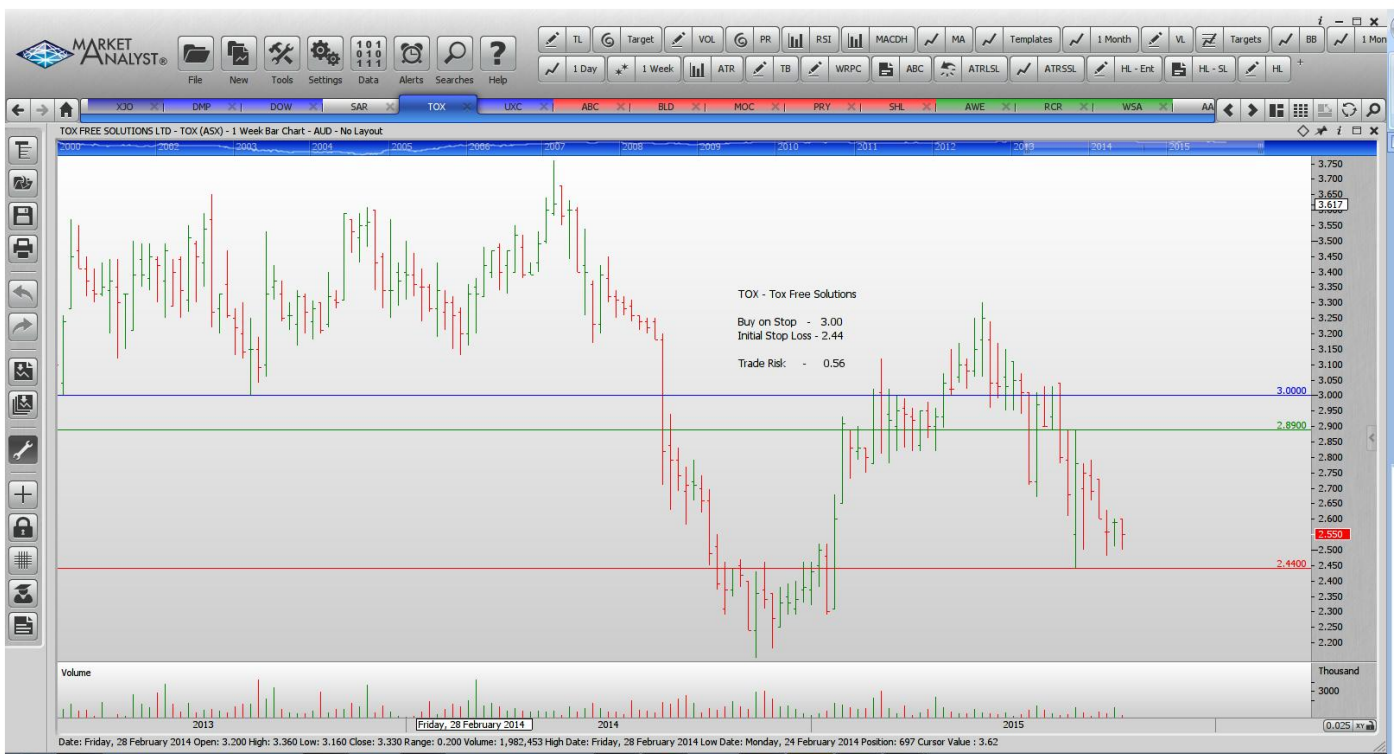 i
MARKET
ANALYST®
File
New
Tools
Settings
101
010
111
Data
Alerts
Searches
?
Help
TL
Target
VOL
PR
RSI
MACDH
MA
Templates
1 Month
VL
Targets
BB
1 Mon
1 Day
1 Week
ATR
TB
WRPC
ABC
ATRLSL
ATRSSL
HL - Ent
HL - SL
HL
+
XJO
DMP
DOW
SAR
TOX
UXC
ABC
BLD
MOC
PRY
SHL
AWE
RCR
WSA
AA
TOX FREE SOLUTIONS LTD - TOX (ASX) - 1 Week Bar Chart - AUD - No Layout
i
2000 2002 2003 2004 2005 2006 2007 2008 2009 2010 2011 2012 2013 2014 2015
3.750
3.700
3.650
3.617
3.550
3.500
3.450
3.400
3.350
3.300
3.250
3.200
3.150
3.100
3.050
3.000
2.950
2.900
2.850
2.800
2.750
2.700
2.650
2.600
2.550
2.500
2.450
2.400
2.350
2.300
2.250
2.200
TOX - Tox Free Solutions
Buy on Stop - 3.00
Initial Stop Loss - 2.44
Trade Risk - 0.56
3.0000
2.8900
2.4400
Volume
Thousand
3000
2013
Friday, 28 February 2014
2014
2015
0.025 XY
Date: Friday, 28 February 2014 Open: 3.200 High: 3.360 Low: 3.160 Close: 3.330 Range: 0.200 Volume: 1,982,453 High Date: Friday, 28 February 2014 Low Date: Monday, 24 February 2014 Position: 697 Cursor Value : 3.62